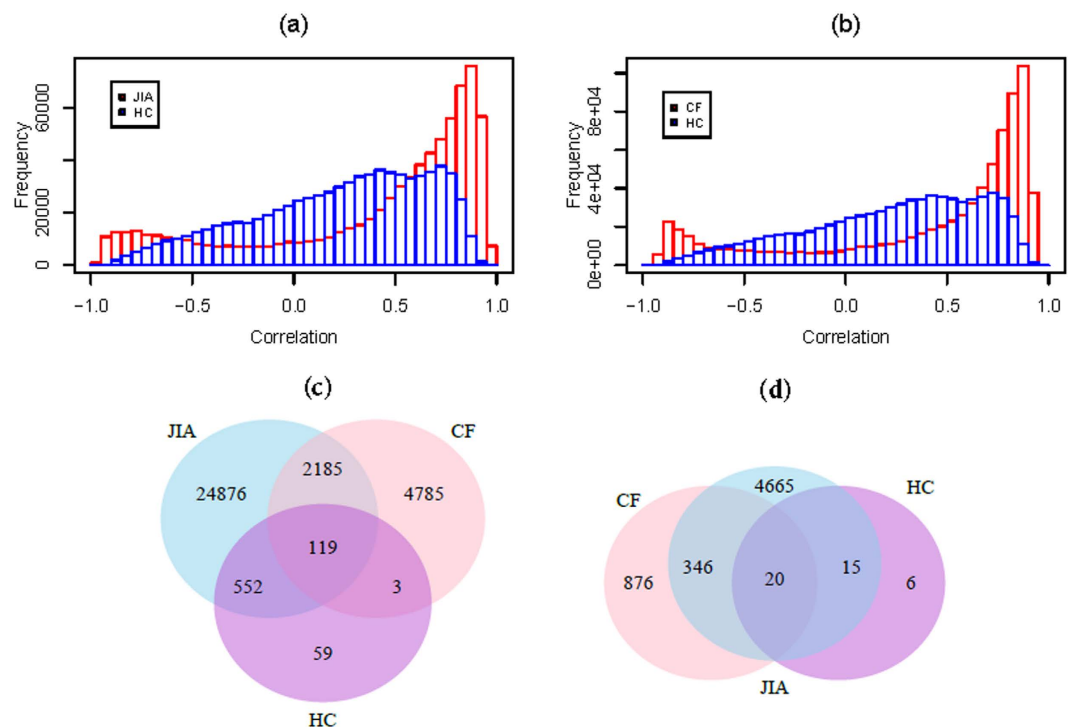 (a)
JIA
HC
Frequency
0
20000
60000
−1.0 −0.5 0.0 0.5 1.0
Correlation
(b)
CF
HC
Frequency
0e+00
4e+04
8e+04
−1.0 −0.5 0.0 0.5 1.0
Correlation
(c)
JIA
CF
2185
24876
4785
119
552
3
59
HC
(d)
4665
CF
HC
876
346
20
15
6
JIA